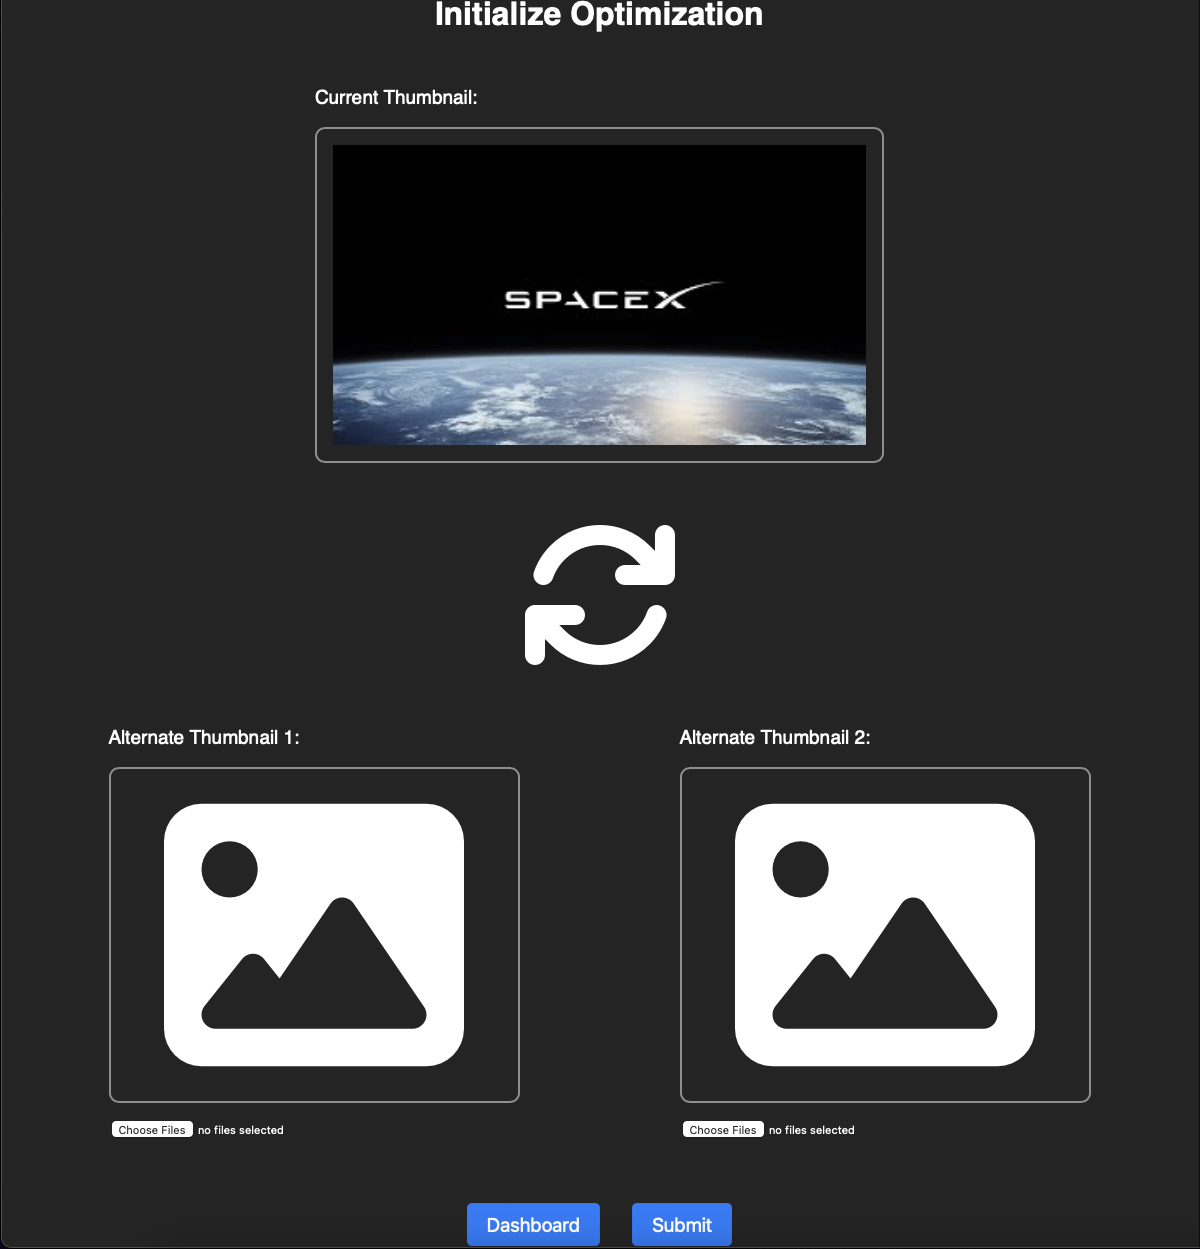 Initialize Optimization
Current Thumbnail:
SPACEX
Alternate Thumbnail 1:
Alternate Thumbnail 2:
Choose Files no files selected
Choose Files no files selected
Dashboard
Submit